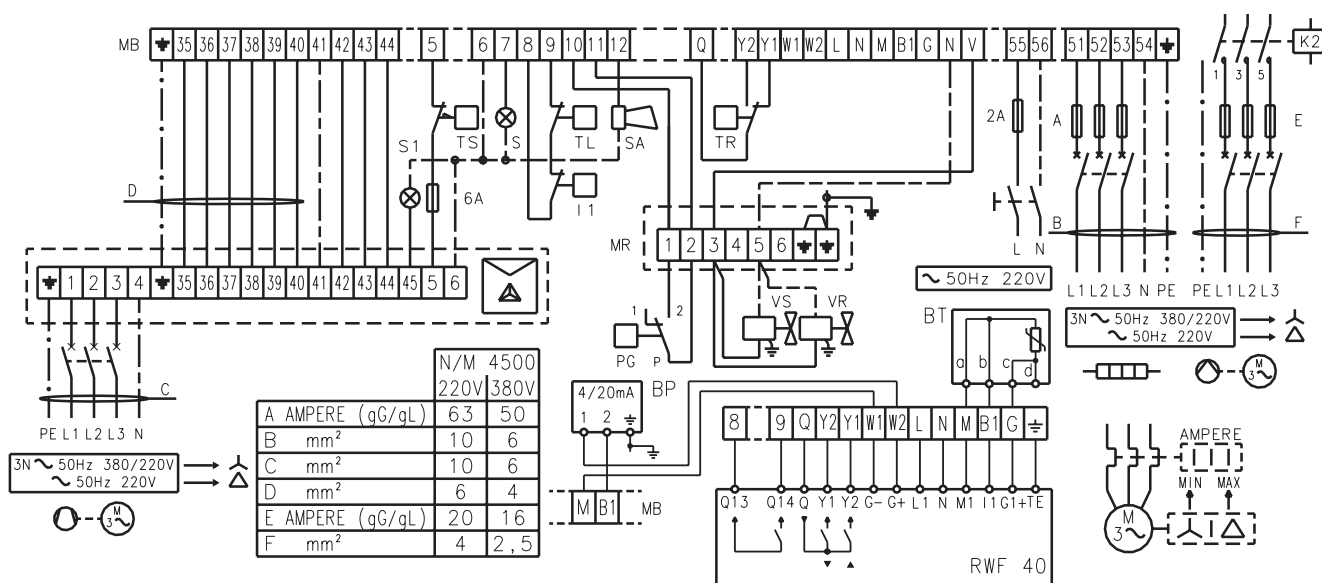 MB ⏚ 35 36 37 38 39 40 41 42 43 44 5 6 7 8 9 10 11 12 Q Y2 Y1 W1 W2 L N M B1 G N V 55 56 51 52 53 54 ⏚
K2
1 3 5
2A A E
S1 TS S TL SA TR
D 6A I1
MR 1 2 3 4 5 6 ⏚ ⏚
B F
L N
∼ 50Hz 220V
L1 L2 L3 N PE PE L1 L2 L3
⏚ 1 2 3 4 ⏚ 35 36 37 38 39 40 41 42 43 44 45 5 6
1 2
PG P
VS VR
BT
a b c d
3N ∼ 50Hz 380/220V
∼ 50Hz 220V
M
3∼
C
PE L1 L2 L3 N
3N ∼ 50Hz 380/220V
∼ 50Hz 220V
M
3∼
N/M 4500
220V 380V
A AMPERE (gG/gL) 63 50
B mm² 10 6
C mm² 10 6
D mm² 6 4
E AMPERE (gG/gL) 20 16
F mm² 4 2,5
4/20mA BP
1 2 ⏚
M B1 MB
8 9 Q Y2 Y1 W1 W2 L N M B1 G ⏚
Q13 Q14 Q Y1 Y2 G- G+ L1 N M1 I1 G1+ TE
RWF 40
AMPERE
MIN MAX
M
3∼